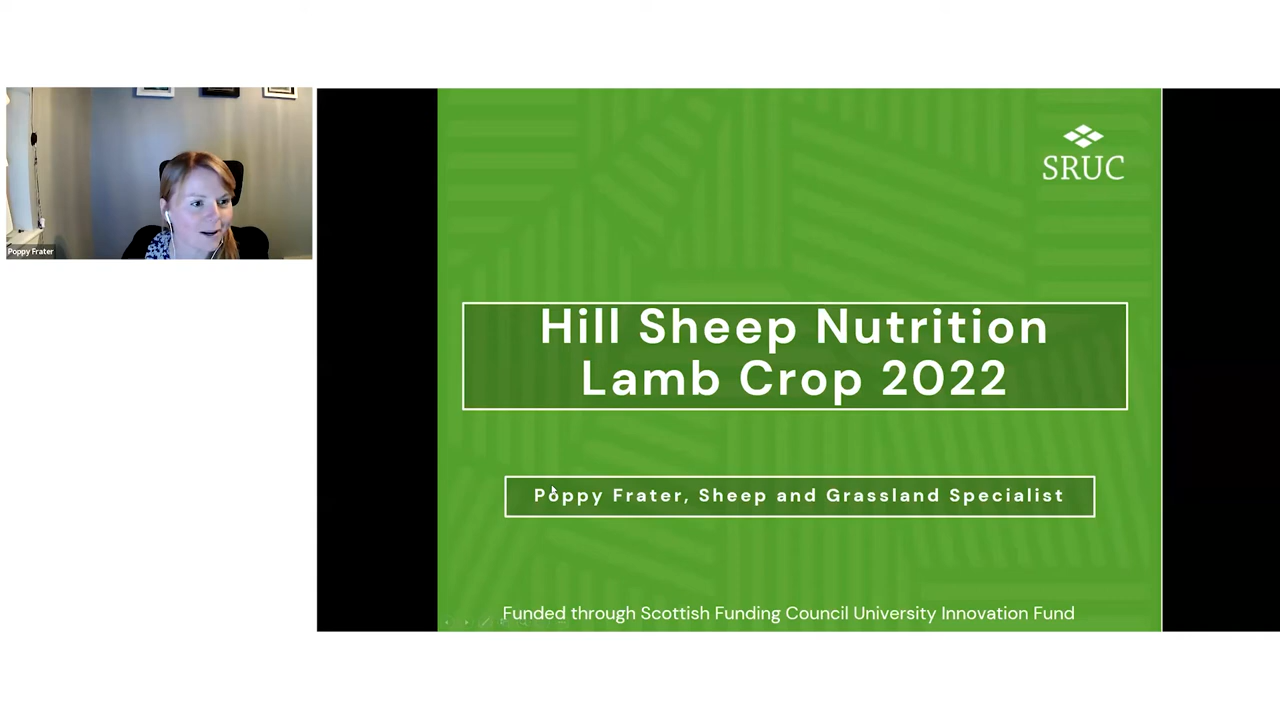 Poppy Frater
SRUC
Hill Sheep Nutrition
Lamb Crop 2022
Poppy Frater, Sheep and Grassland Specialist
Funded through Scottish Funding Council University Innovation Fund